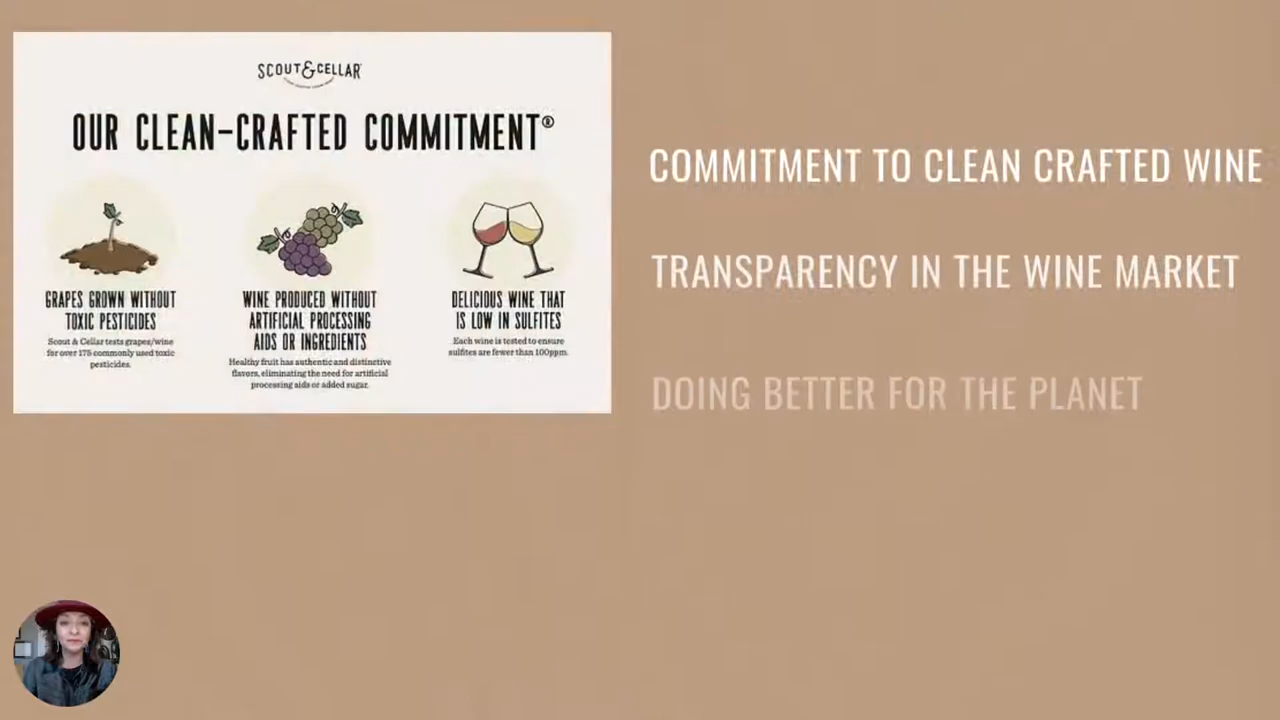 SCOUT & CELLAR
OUR CLEAN-CRAFTED COMMITMENT®
GRAPES GROWN WITHOUT
TOXIC PESTICIDES
Scout & Cellar tests grapes/wine
for over 175 commonly used toxic
pesticides.
WINE PRODUCED WITHOUT
ARTIFICIAL PROCESSING
AIDS OR INGREDIENTS
Healthy fruit has authentic and distinctive
flavors, eliminating the need for artificial
processing aids or added sugar.
DELICIOUS WINE THAT
IS LOW IN SULFITES
Each wine is tested to ensure
sulfites are fewer than 100ppm.
COMMITMENT TO CLEAN CRAFTED WINE
TRANSPARENCY IN THE WINE MARKET
DOING BETTER FOR THE PLANET